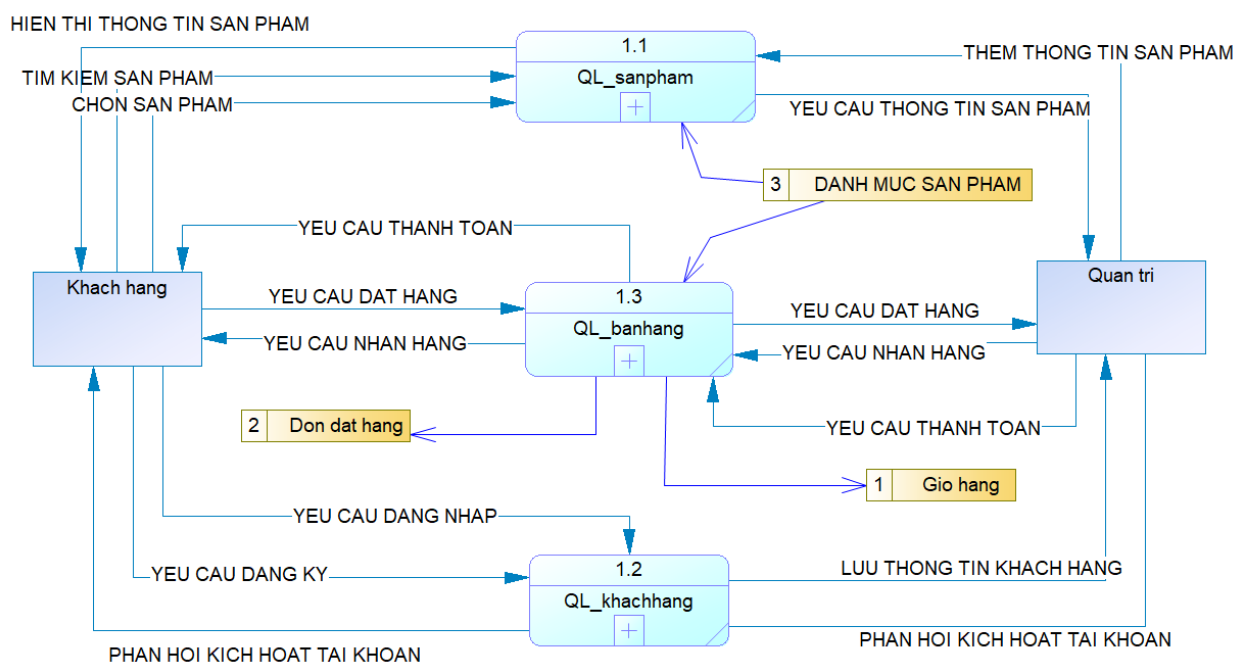 HIEN THI THONG TIN SAN PHAM
1.1
THEM THONG TIN SAN PHAM
TIM KIEM SAN PHAM
QL_sanpham
CHON SAN PHAM
YEU CAU THONG TIN SAN PHAM
3 DANH MUC SAN PHAM
YEU CAU THANH TOAN
Khach hang
Quan tri
1.3
YEU CAU DAT HANG
YEU CAU DAT HANG
QL_banhang
YEU CAU NHAN HANG
YEU CAU NHAN HANG
2 Don dat hang
YEU CAU THANH TOAN
1 Gio hang
YEU CAU DANG NHAP
1.2
LUU THONG TIN KHACH HANG
YEU CAU DANG KY
QL_khachhang
PHAN HOI KICH HOAT TAI KHOAN
PHAN HOI KICH HOAT TAI KHOAN